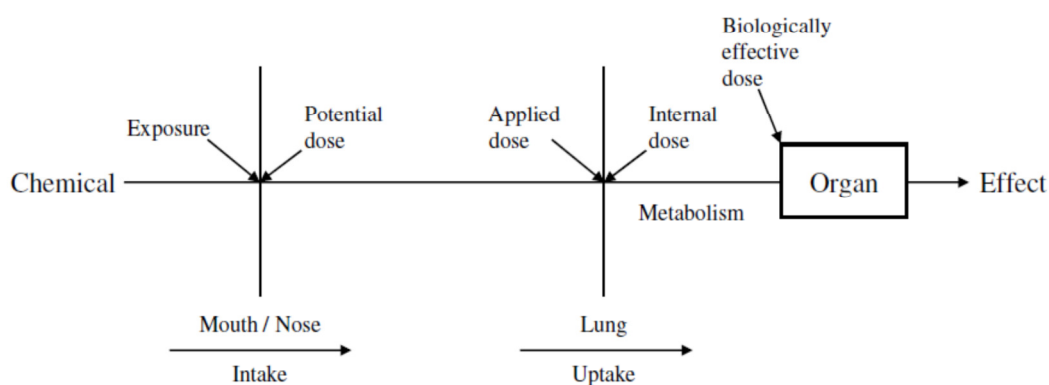 Biologically
effective
dose
Exposure
Potential
dose
Applied
dose
Internal
dose
Chemical
Organ
Effect
Metabolism
Mouth / Nose
Lung
Intake
Uptake